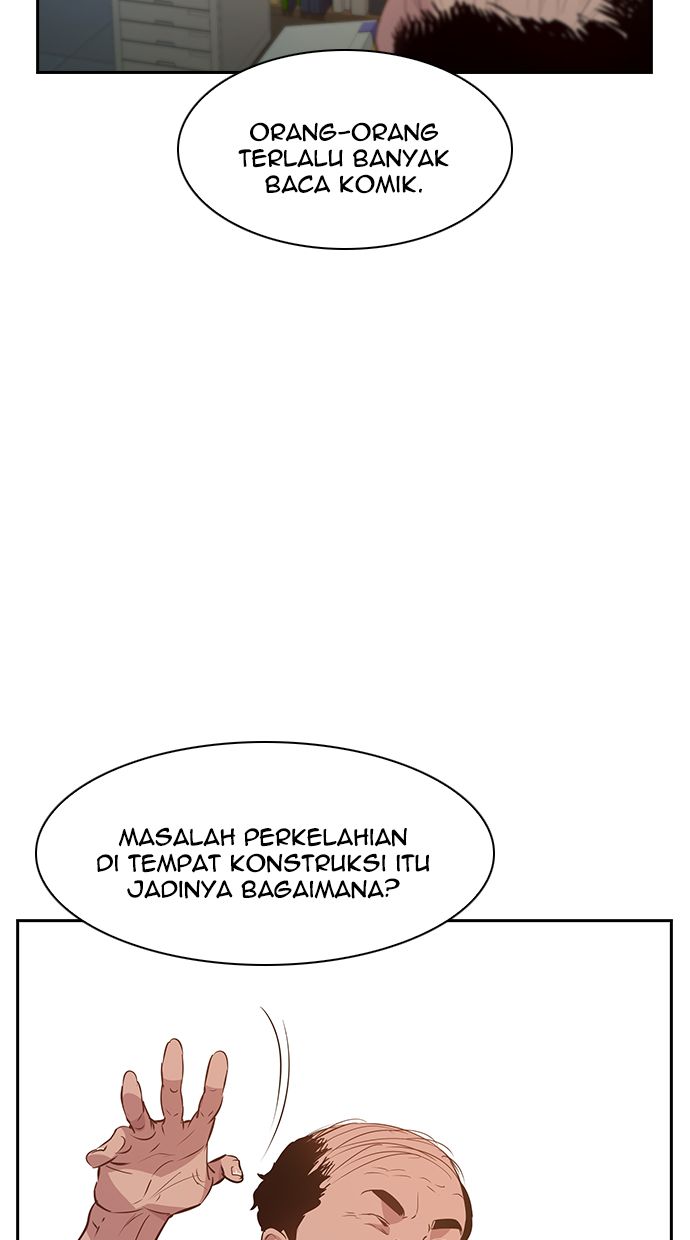 ORANG-ORANG
TERLALU BANYAK
BACA KOMIK.
MASALAH PERKELAHIAN
DI TEMPAT KONSTRUKSI ITU
JADINYA BAGAIMANA?